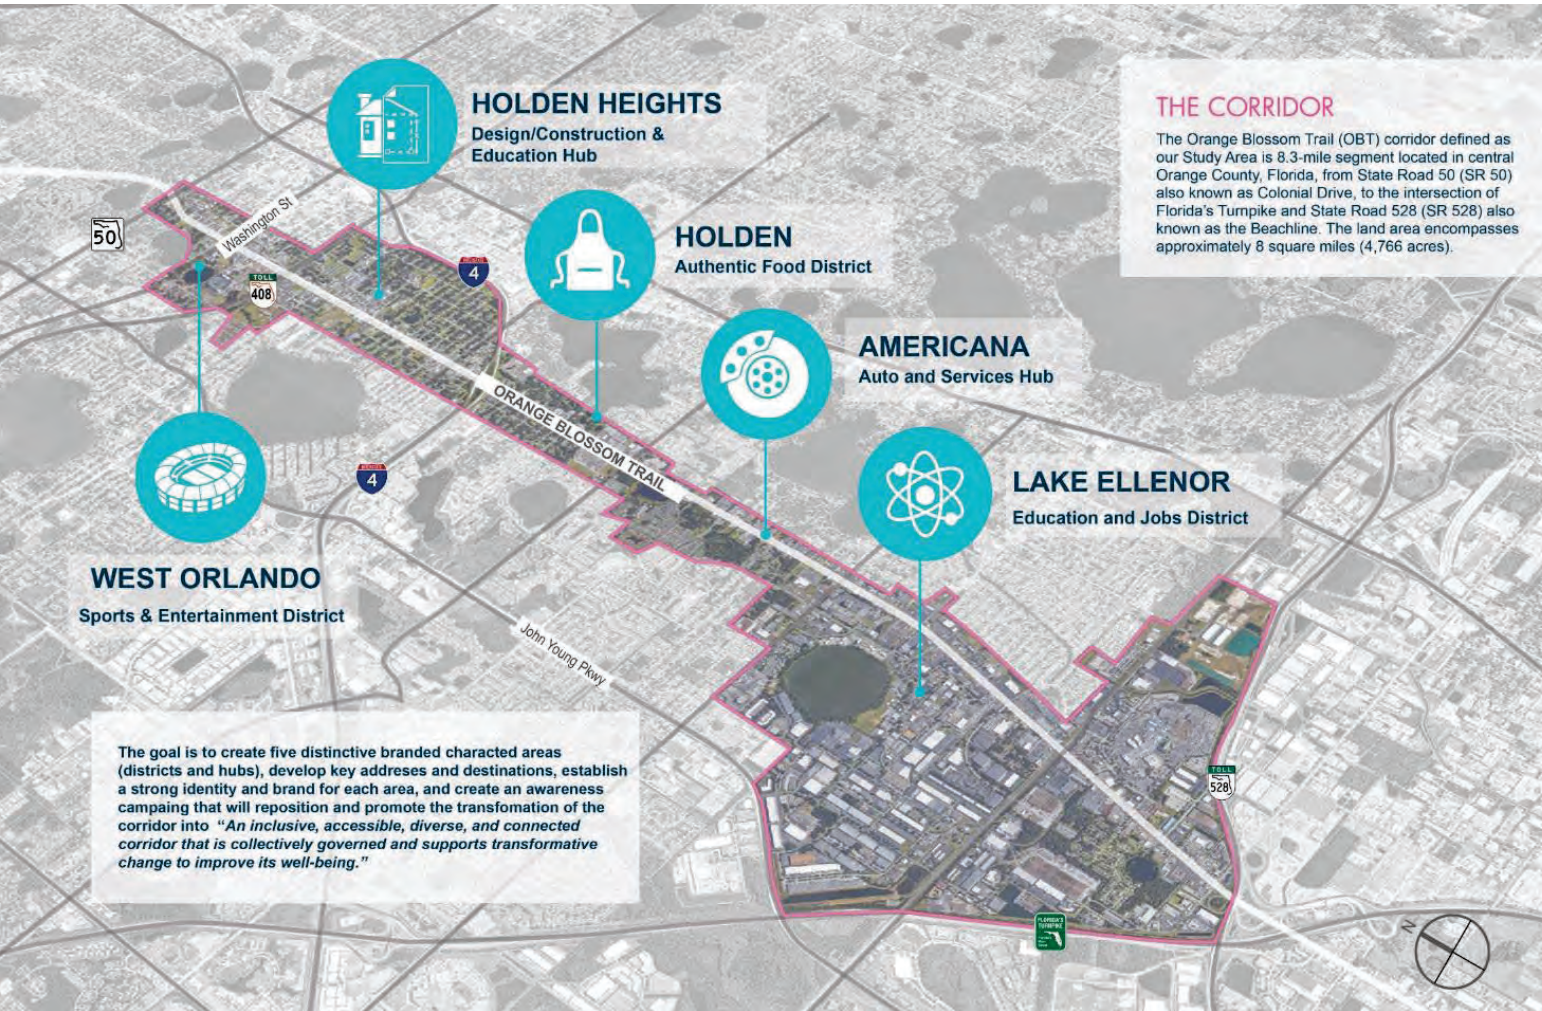 HOLDEN HEIGHTS
Design/Construction &
Education Hub
THE CORRIDOR
The Orange Blossom Trail (OBT) corridor defined as
our Study Area is 8.3-mile segment located in central
Orange County, Florida, from State Road 50 (SR 50)
also known as Colonial Drive, to the intersection of
Florida's Turnpike and State Road 528 (SR 528) also
known as the Beachline. The land area encompasses
approximately 8 square miles (4,766 acres).
50
Washington St
HOLDEN
Authentic Food District
4
TOLL
408
AMERICANA
Auto and Services Hub
ORANGE BLOSSOM TRAIL
4
LAKE ELLENOR
Education and Jobs District
WEST ORLANDO
Sports & Entertainment District
John Young Pkwy
The goal is to create five distinctive branded characted areas
(districts and hubs), develop key addreses and destinations, establish
a strong identity and brand for each area, and create an awareness
campaing that will reposition and promote the transfomation of the
corridor into "An inclusive, accessible, diverse, and connected
corridor that is collectively governed and supports transformative
change to improve its well-being."
TOLL
528
FLORIDA'S
TURNPIKE
N